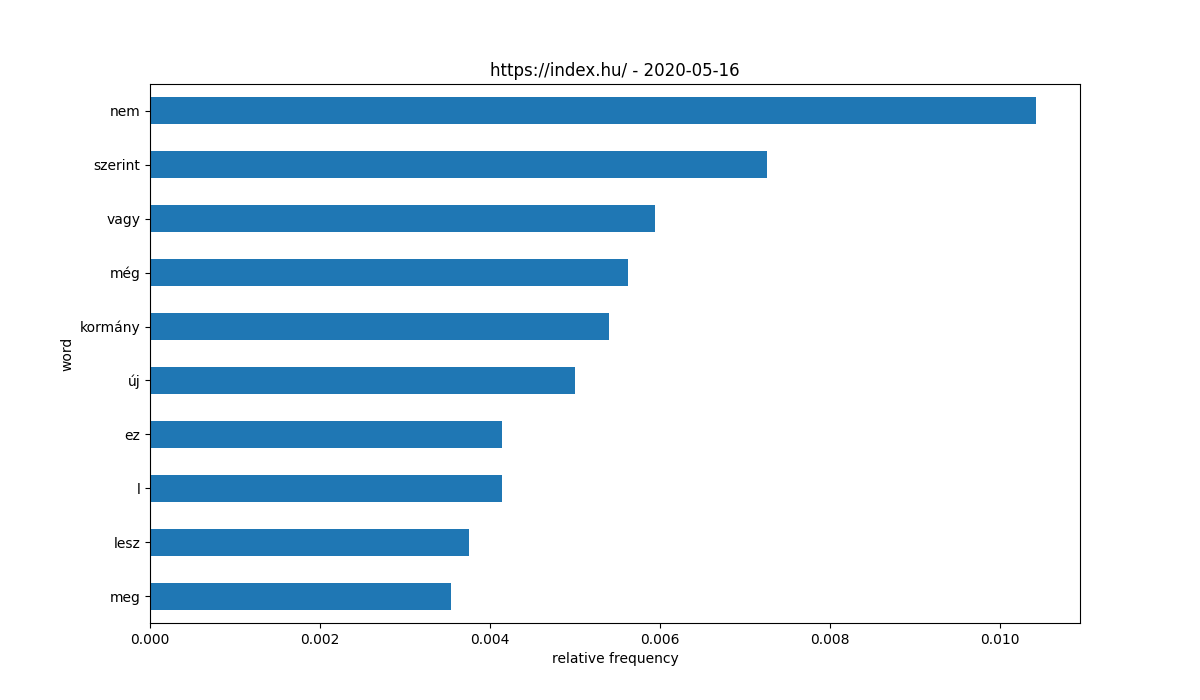 https://index.hu/ - 2020-05-16
nem
szerint
vagy
még
kormány
új
ez
l
lesz
meg
word
0.000 0.002 0.004 0.006 0.008 0.010
relative frequency